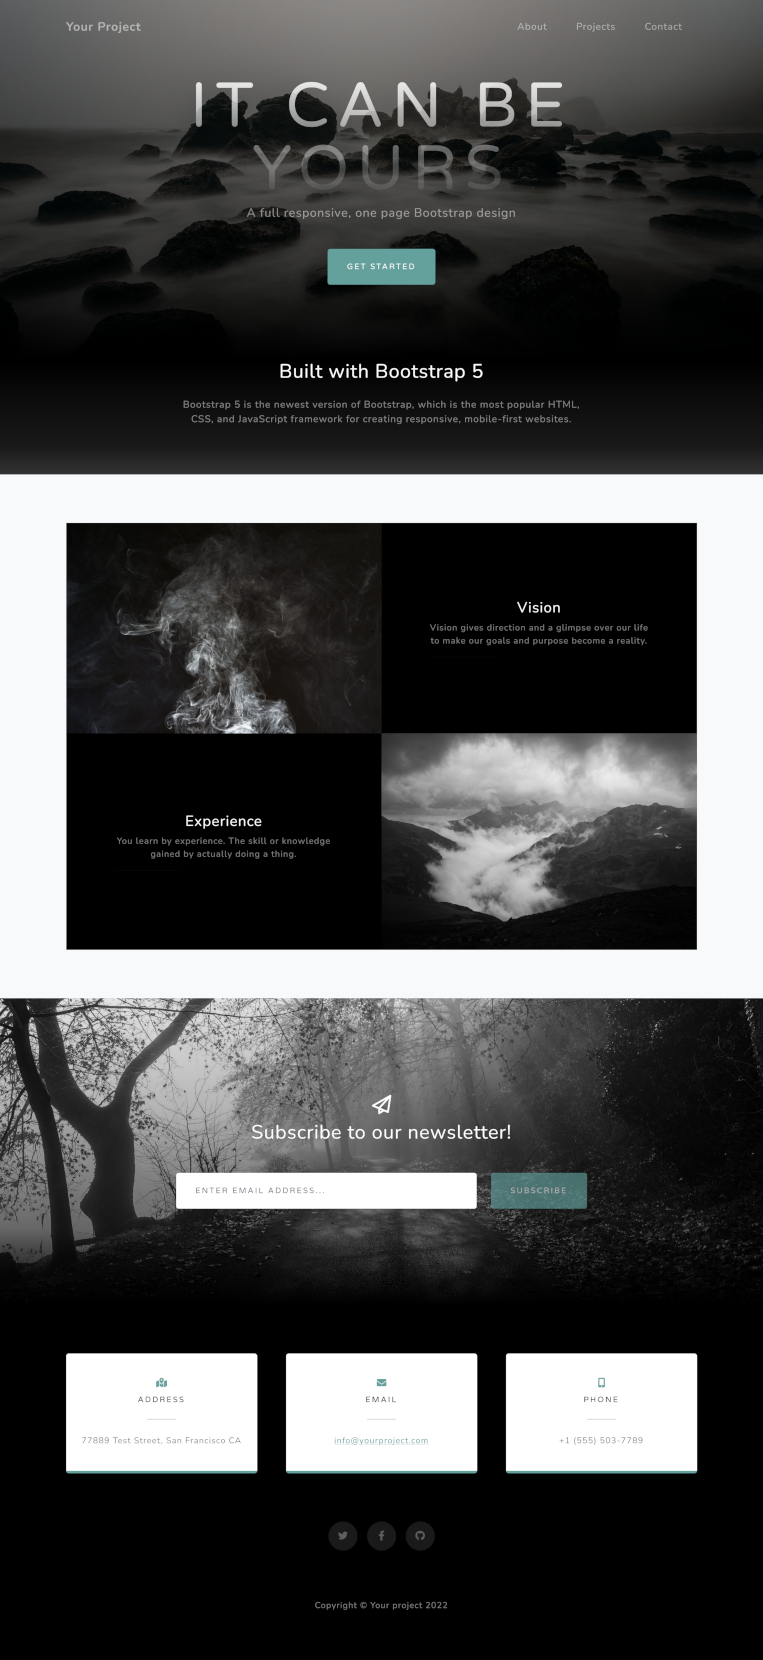 Your Project
About Projects Contact
IT CAN BE
YOURS
A full responsive, one page Bootstrap design
GET STARTED
Built with Bootstrap 5
Bootstrap 5 is the newest version of Bootstrap, which is the most popular HTML,
CSS, and JavaScript framework for creating responsive, mobile-first websites.
Vision
Vision gives direction and a glimpse over our life
to make our goals and purpose become a reality.
Experience
You learn by experience. The skill or knowledge
gained by actually doing a thing.
Subscribe to our newsletter!
ENTER EMAIL ADDRESS...
SUBSCRIBE
ADDRESS
77889 Test Street, San Francisco CA
EMAIL
info@yourproject.com
PHONE
+1 (555) 503-7789
Copyright © Your project 2022